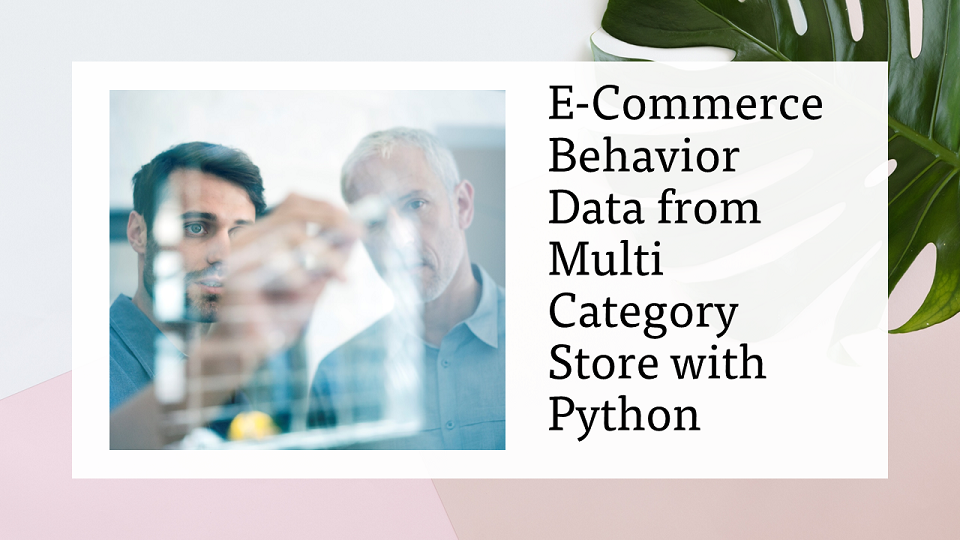 E-Commerce
Behavior
Data from
Multi
Category
Store with
Python